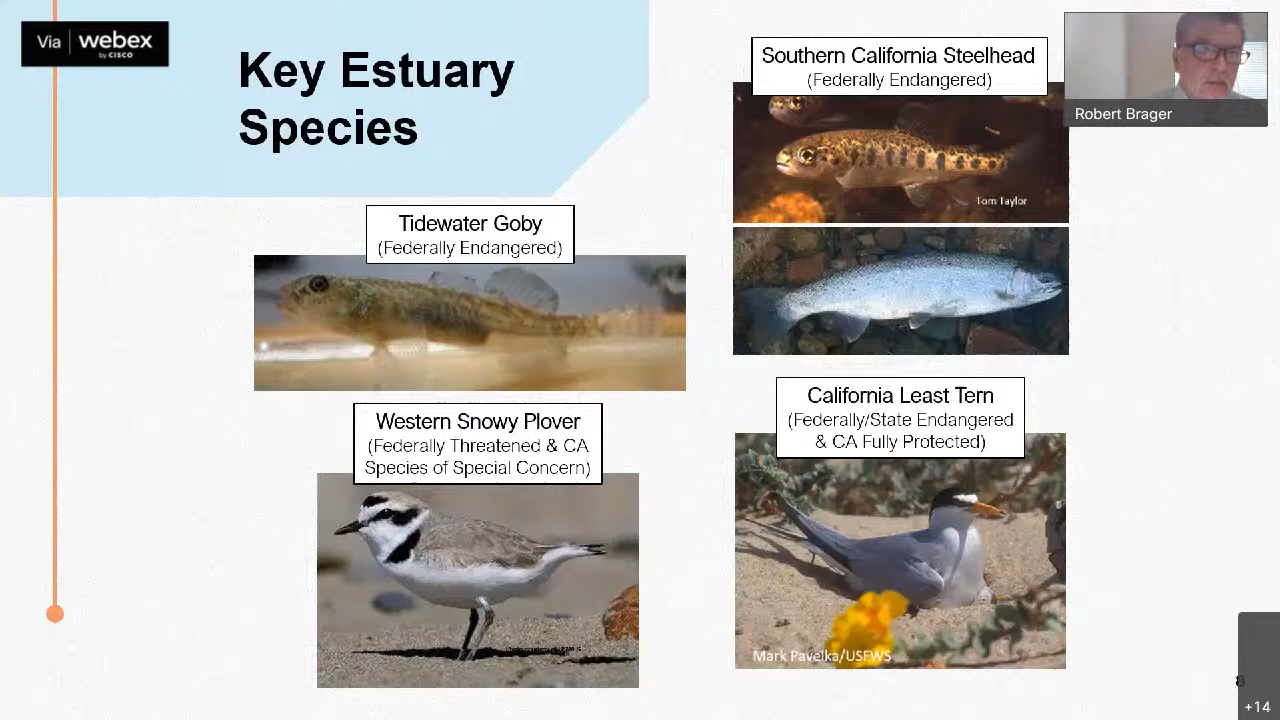 Via webex
by CISCO
Key Estuary
Species
Southern California Steelhead
(Federally Endangered)
Robert Brager
Tom Taylor
Tidewater Goby
(Federally Endangered)
Western Snowy Plover
(Federally Threatened & CA
Species of Special Concern)
California Least Tern
(Federally/State Endangered
& CA Fully Protected)
Mark Pavelka/USFWS
8
+14